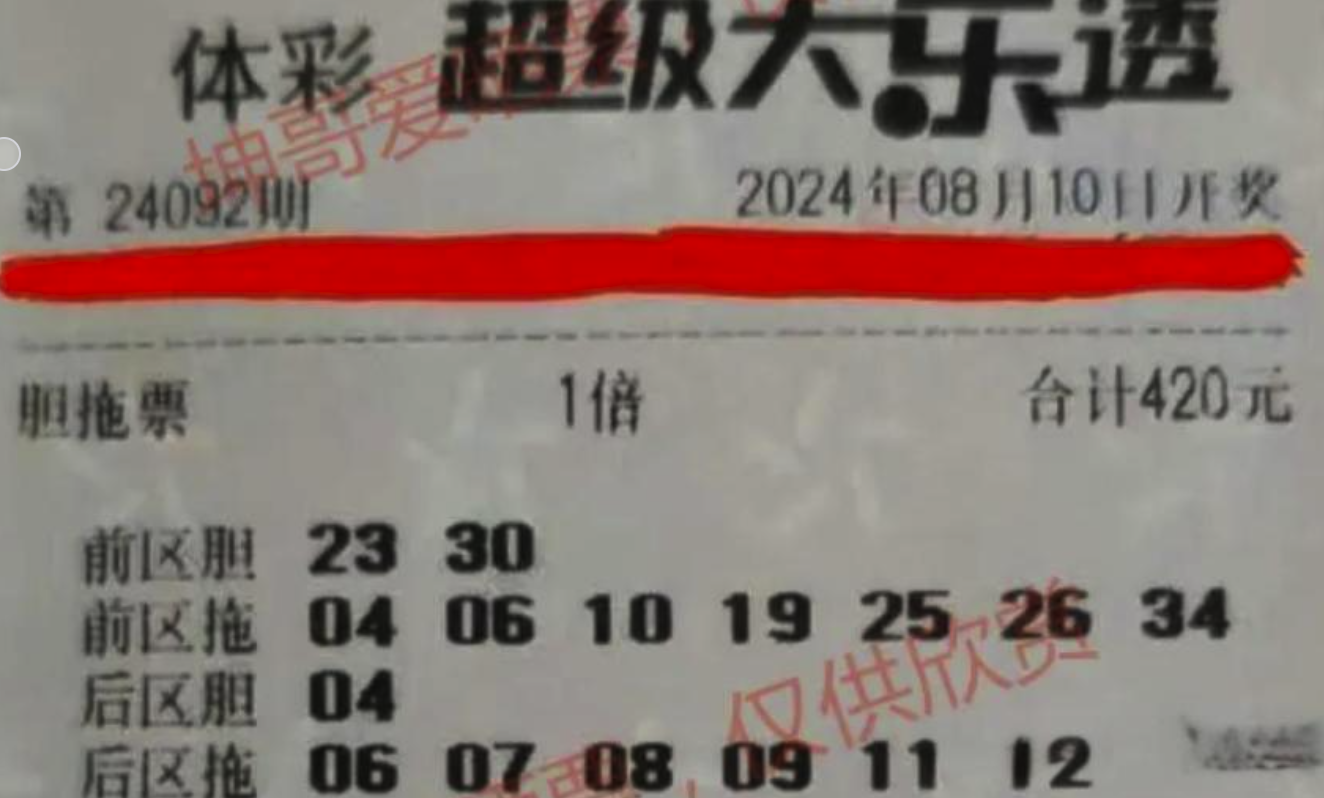 体彩 超级大乐透
第 24092期 2024年08月10日开奖
胆拖票 1倍 合计420元
前区胆 23 30
前区拖 04 06 10 19 25 26 34
后区胆 04
后区拖 06 07 08 09 11 12
坤哥爱
仅供欣赏